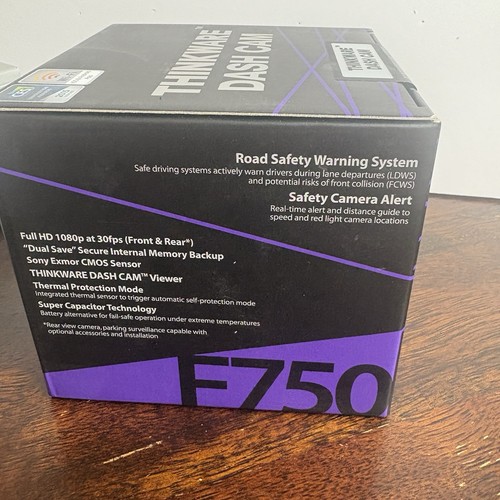 THINKWARE™
DASH CAM
THINKWARE
DASH CAM
Road Safety Warning System
Safe driving systems actively warn drivers during lane departures (LDWS)
and potential risks of front collision (FCWS)
Safety Camera Alert
Real-time alert and distance guide to
speed and red light camera locations
Full HD 1080p at 30fps (Front & Rear*)
"Dual Save" Secure Internal Memory Backup
Sony Exmor CMOS Sensor
THINKWARE DASH CAM™ Viewer
Thermal Protection Mode
Integrated thermal sensor to trigger automatic self-protection mode
Super Capacitor Technology
Battery alternative for fail-safe operation under extreme temperatures
*Rear view camera, parking surveillance capable with
optional accessories and installation
F750